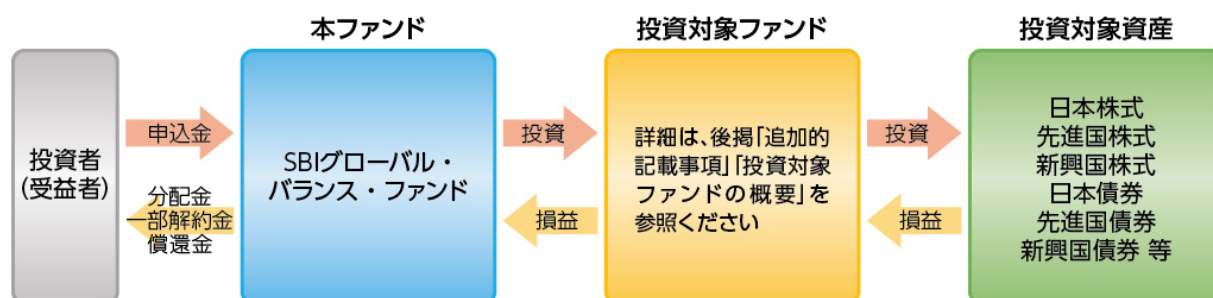 本ファンド
投資対象ファンド
投資対象資産
投資者
(受益者)
申込金
分配金
一部解約金
償還金
SBIグローバル・
バランス・ファンド
投資
損益
詳細は、後掲「追加的
記載事項」「投資対象
ファンドの概要」を
参照ください
投資
損益
日本株式
先進国株式
新興国株式
日本債券
先進国債券
新興国債券 等